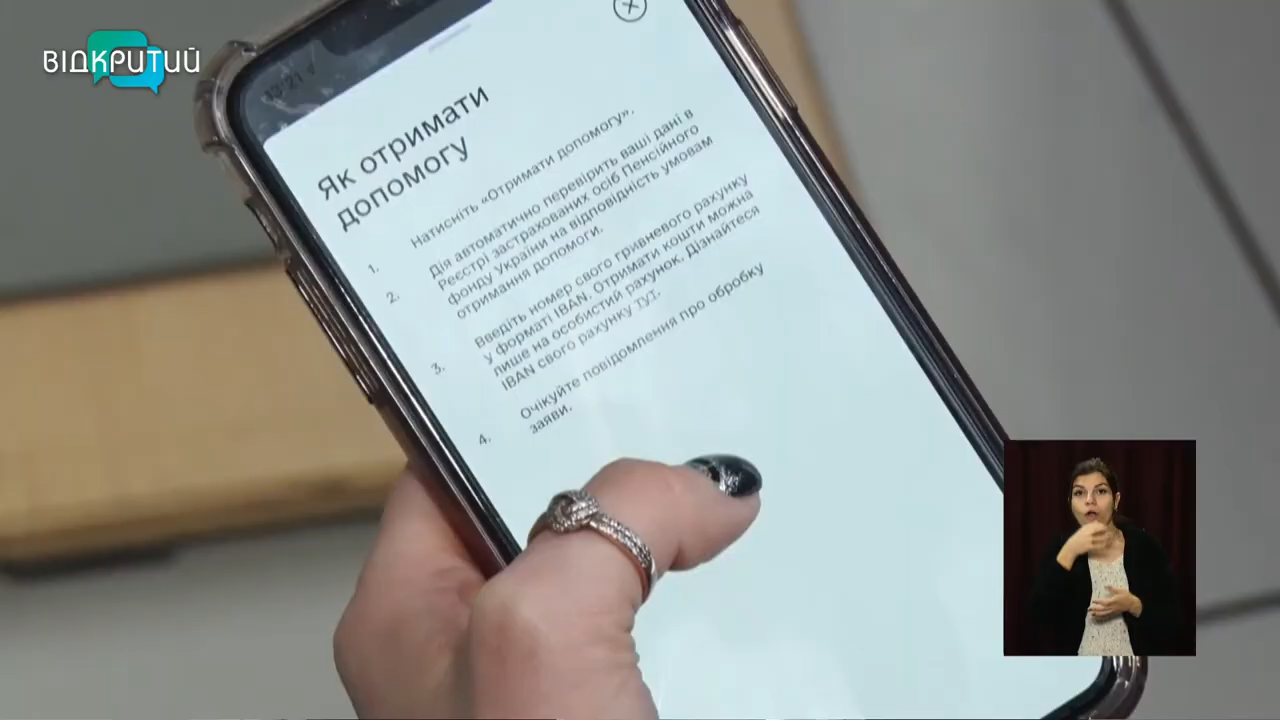 ВІДКРИТИЙ
Як отримати
допомогу
1. Натисніть «Отримати допомогу».
2. Дія автоматично перевірить ваші дані в
Реєстрі застрахованих осіб Пенсійного
фонду України на відповідність умовам
отримання допомоги.
3. Введіть номер свого гривневого рахунку
у форматі IBAN. Отримати кошти можна
лише на особистий рахунок. Дізнайтеся
IBAN свого рахунку тут.
4. Очікуйте повідомлення про обробку
заяви.